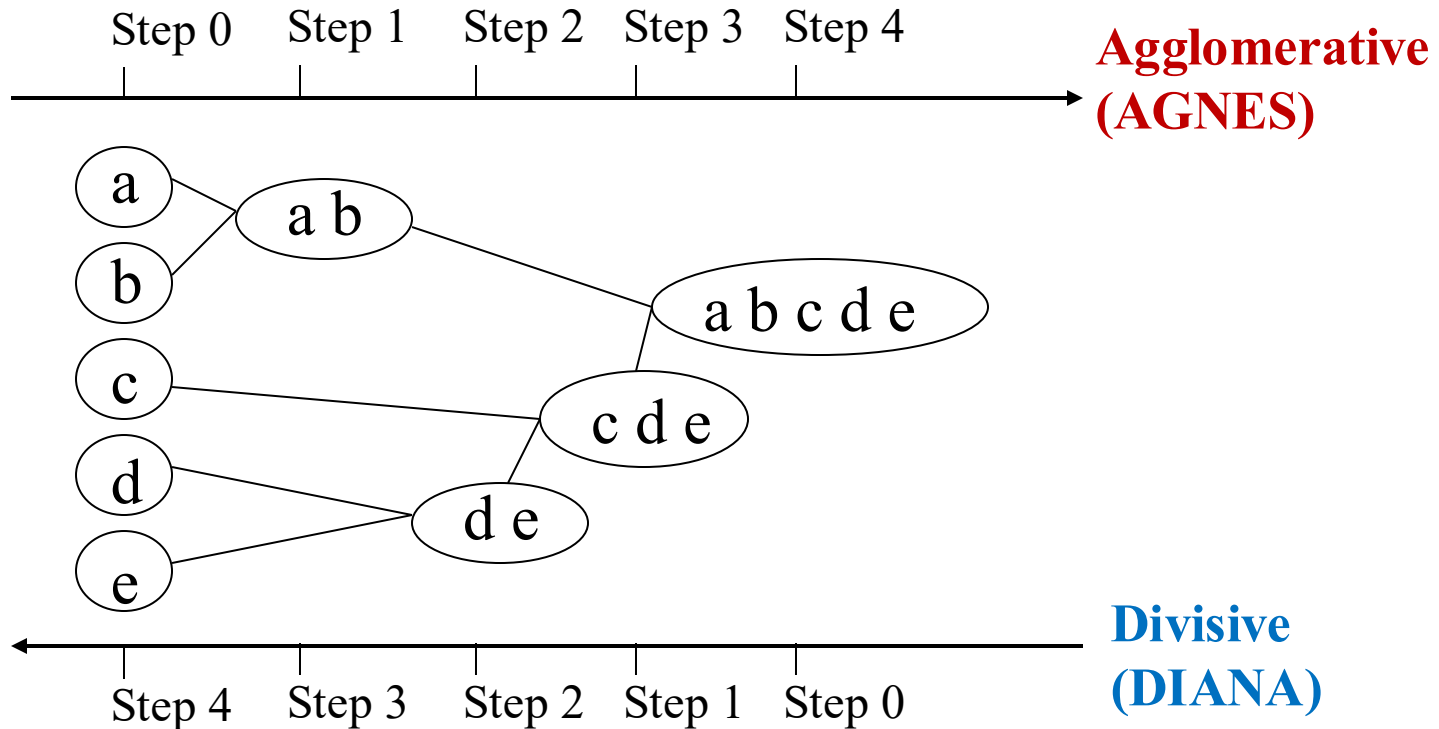 Step 0 Step 1 Step 2 Step 3 Step 4
Agglomerative
(AGNES)
a
a b
b
a b c d e
c
c d e
d
d e
e
Divisive
(DIANA)
Step 4 Step 3 Step 2 Step 1 Step 0